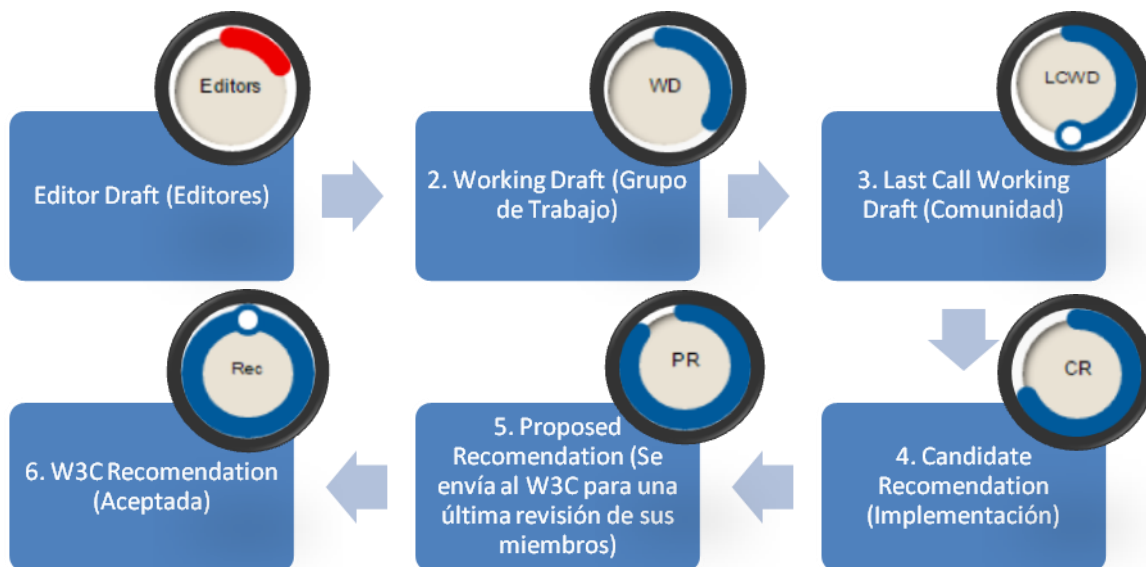 Editors
Editor Draft (Editores)
WD
2. Working Draft (Grupo
de Trabajo)
LCWD
3. Last Call Working
Draft (Comunidad)
CR
4. Candidate
Recomendation
(Implementación)
PR
5. Proposed
Recomendation (Se
envía al W3C para una
última revisión de sus
miembros)
Rec
6. W3C Recomendation
(Aceptada)